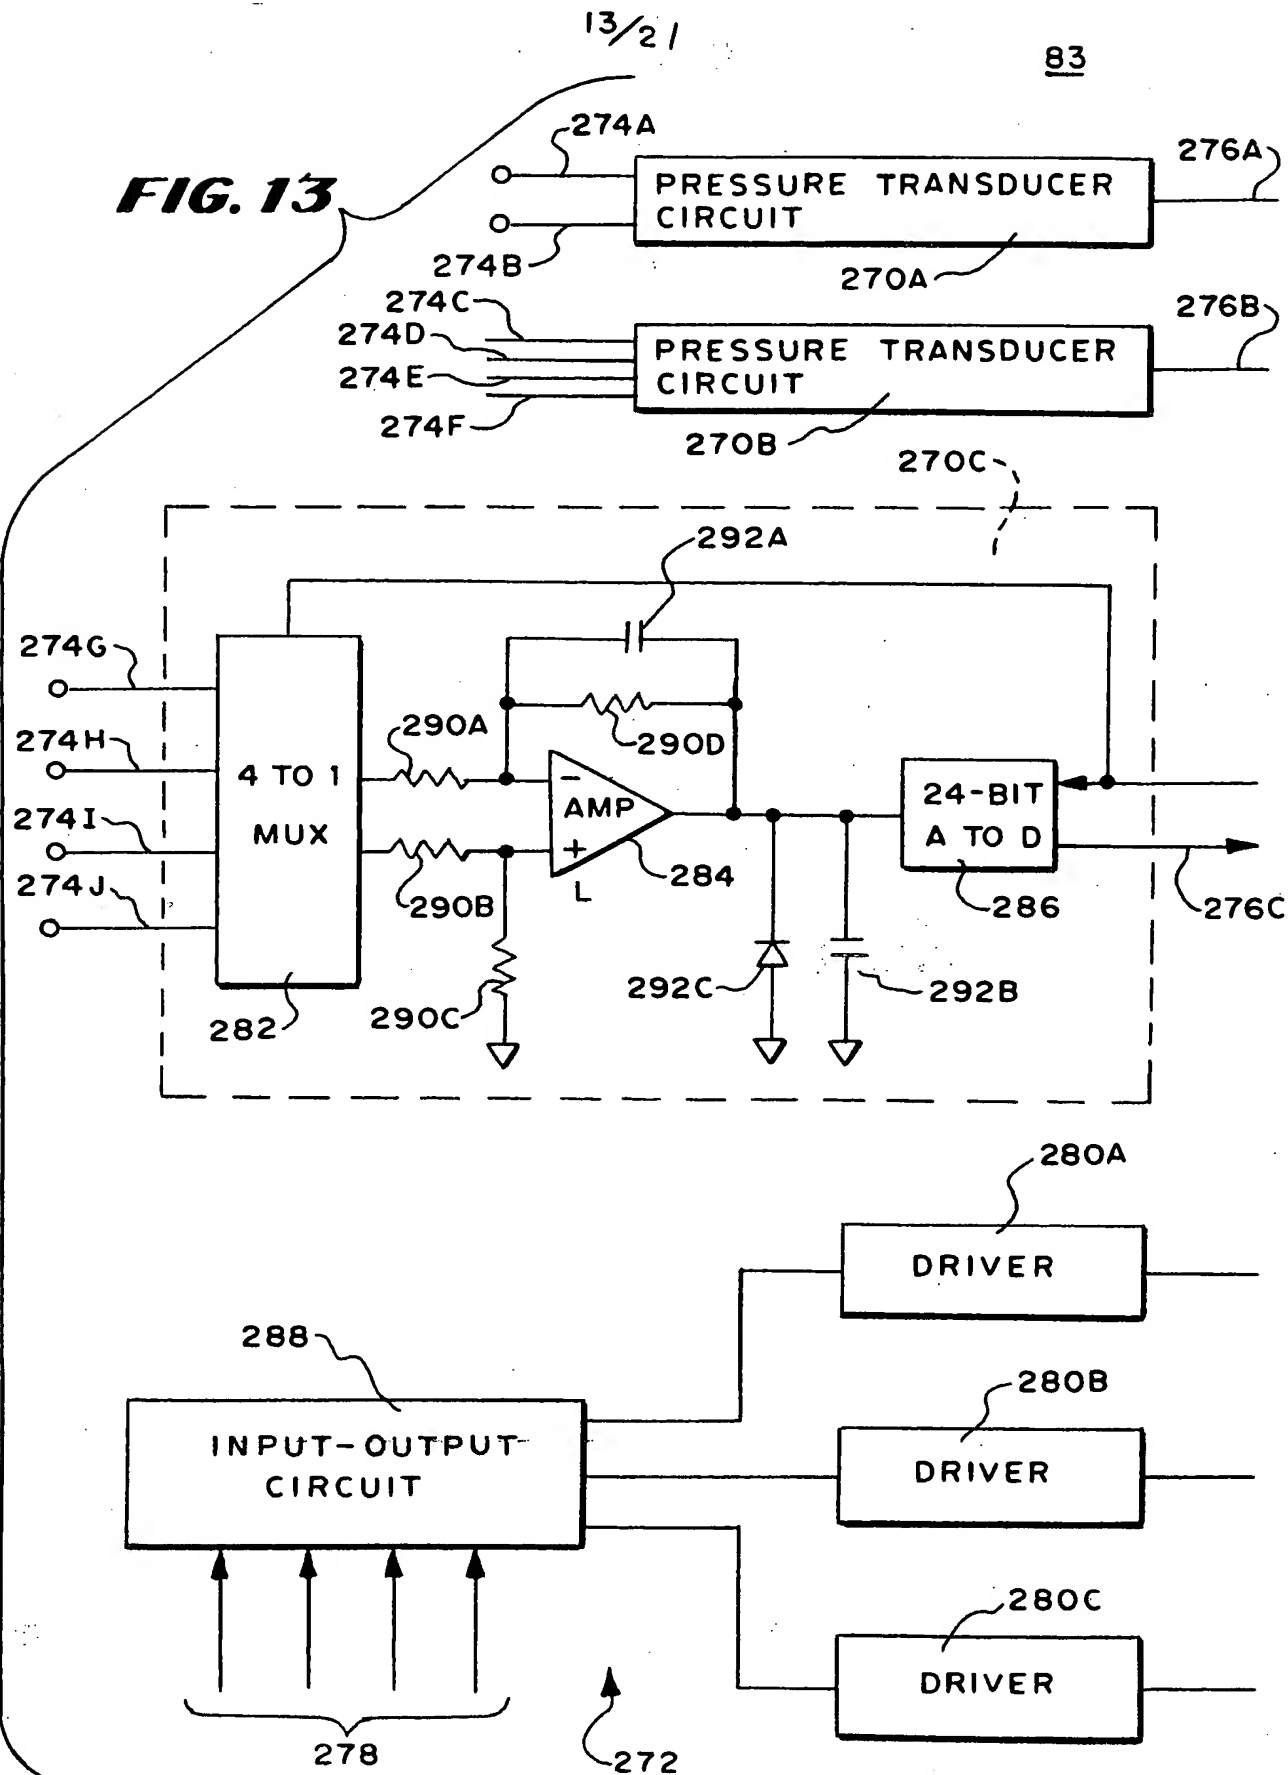 13/21
83
FIG. 13
274A
276A
PRESSURE TRANSDUCER
CIRCUIT
274B
270A
274C
276B
274D
PRESSURE TRANSDUCER
CIRCUIT
274E
274F
270B
270C
292A
274G
290A
290D
274H
4 TO 1
MUX
-
AMP
+
24-BIT
A TO D
274I
284
L
274J
290B
286
276C
292C
292B
290C
282
280A
DRIVER
288
280B
INPUT-OUTPUT
CIRCUIT
DRIVER
280C
DRIVER
278
272